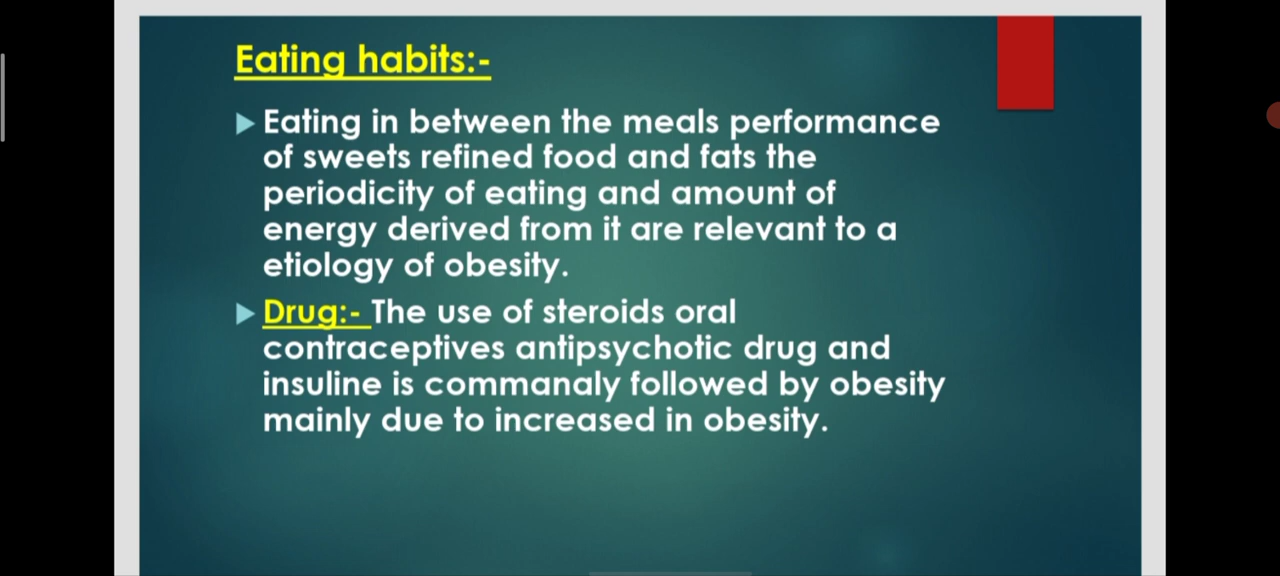 Eating habits:-
Eating in between the meals performance
of sweets refined food and fats the
periodicity of eating and amount of
energy derived from it are relevant to a
etiology of obesity.
Drug:- The use of steroids oral
contraceptives antipsychotic drug and
insuline is commanaly followed by obesity
mainly due to increased in obesity.